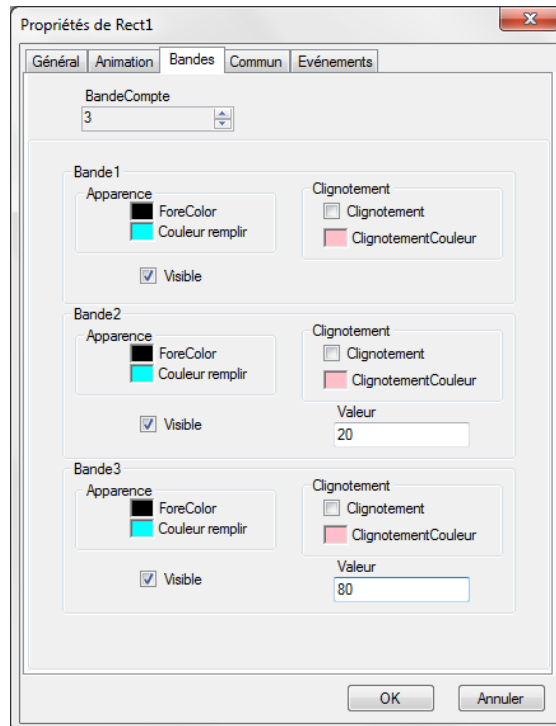 Propriétés de Rect1
Général Animation Bandes Commun Evénements
BandeCompte
3
Bande1
Apparence
ForeColor
Couleur remplir
Visible
Clignotement
Clignotement
ClignotementCouleur
Bande2
Apparence
ForeColor
Couleur remplir
Visible
Clignotement
Clignotement
ClignotementCouleur
Valeur
20
Bande3
Apparence
ForeColor
Couleur remplir
Visible
Clignotement
Clignotement
ClignotementCouleur
Valeur
80
OK Annuler